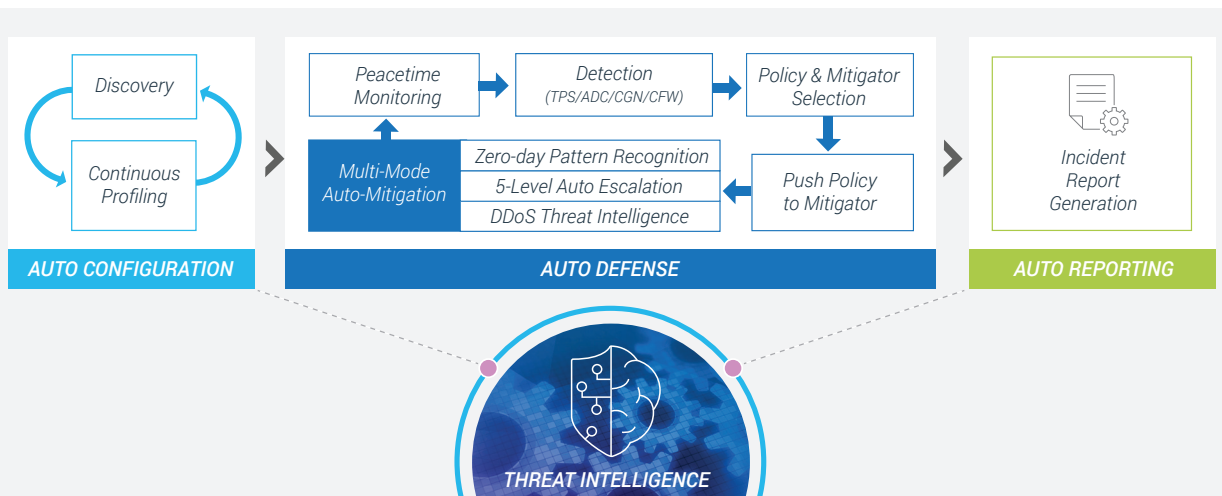 Discovery
Continuous
Profiling
AUTO CONFIGURATION
Peacetime
Monitoring
Detection
(TPS/ADC/CGN/CFW)
Policy & Mitigator
Selection
Multi-Mode
Auto-Mitigation
Zero-day Pattern Recognition
5-Level Auto Escalation
DDoS Threat Intelligence
Push Policy
to Mitigator
AUTO DEFENSE
Incident
Report
Generation
AUTO REPORTING
THREAT INTELLIGENCE